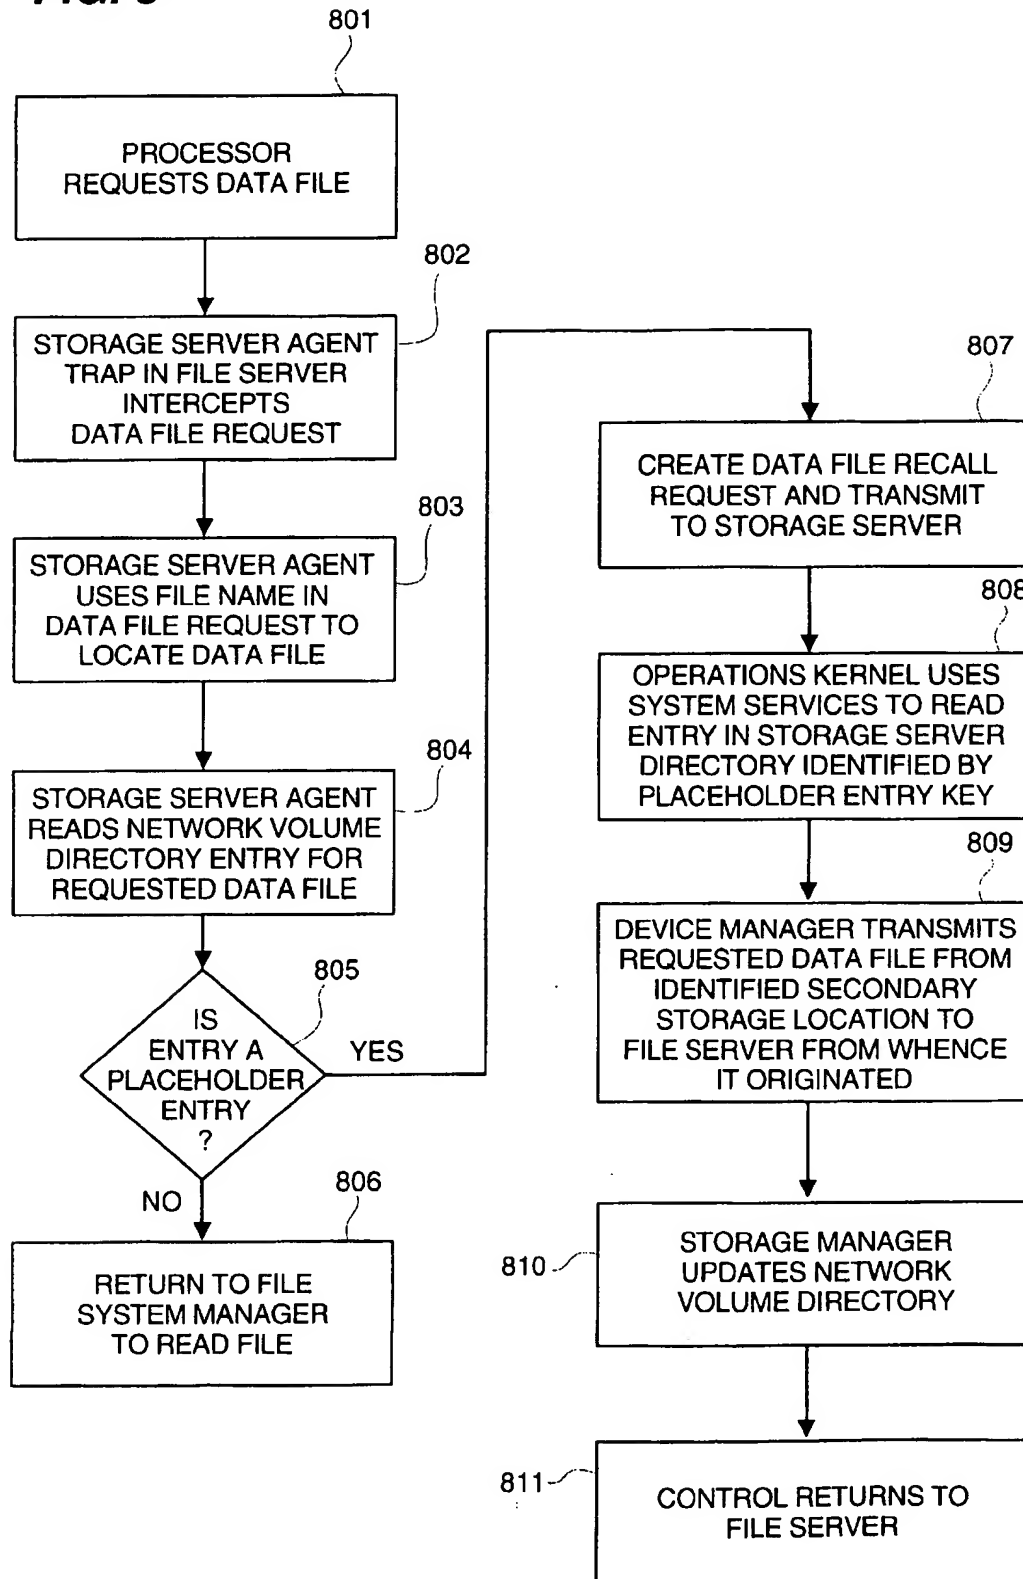 801
PROCESSOR
REQUESTS DATA FILE
802
STORAGE SERVER AGENT
TRAP IN FILE SERVER
INTERCEPTS
DATA FILE REQUEST
803
STORAGE SERVER AGENT
USES FILE NAME IN
DATA FILE REQUEST TO
LOCATE DATA FILE
804
STORAGE SERVER AGENT
READS NETWORK VOLUME
DIRECTORY ENTRY FOR
REQUESTED DATA FILE
805
IS
ENTRY A
PLACEHOLDER
ENTRY
?
YES
NO
806
RETURN TO FILE
SYSTEM MANAGER
TO READ FILE
807
CREATE DATA FILE RECALL
REQUEST AND TRANSMIT
TO STORAGE SERVER
808
OPERATIONS KERNEL USES
SYSTEM SERVICES TO READ
ENTRY IN STORAGE SERVER
DIRECTORY IDENTIFIED BY
PLACEHOLDER ENTRY KEY
809
DEVICE MANAGER TRANSMITS
REQUESTED DATA FILE FROM
IDENTIFIED SECONDARY
STORAGE LOCATION TO
FILE SERVER FROM WHENCE
IT ORIGINATED
810
STORAGE MANAGER
UPDATES NETWORK
VOLUME DIRECTORY
811
CONTROL RETURNS TO
FILE SERVER